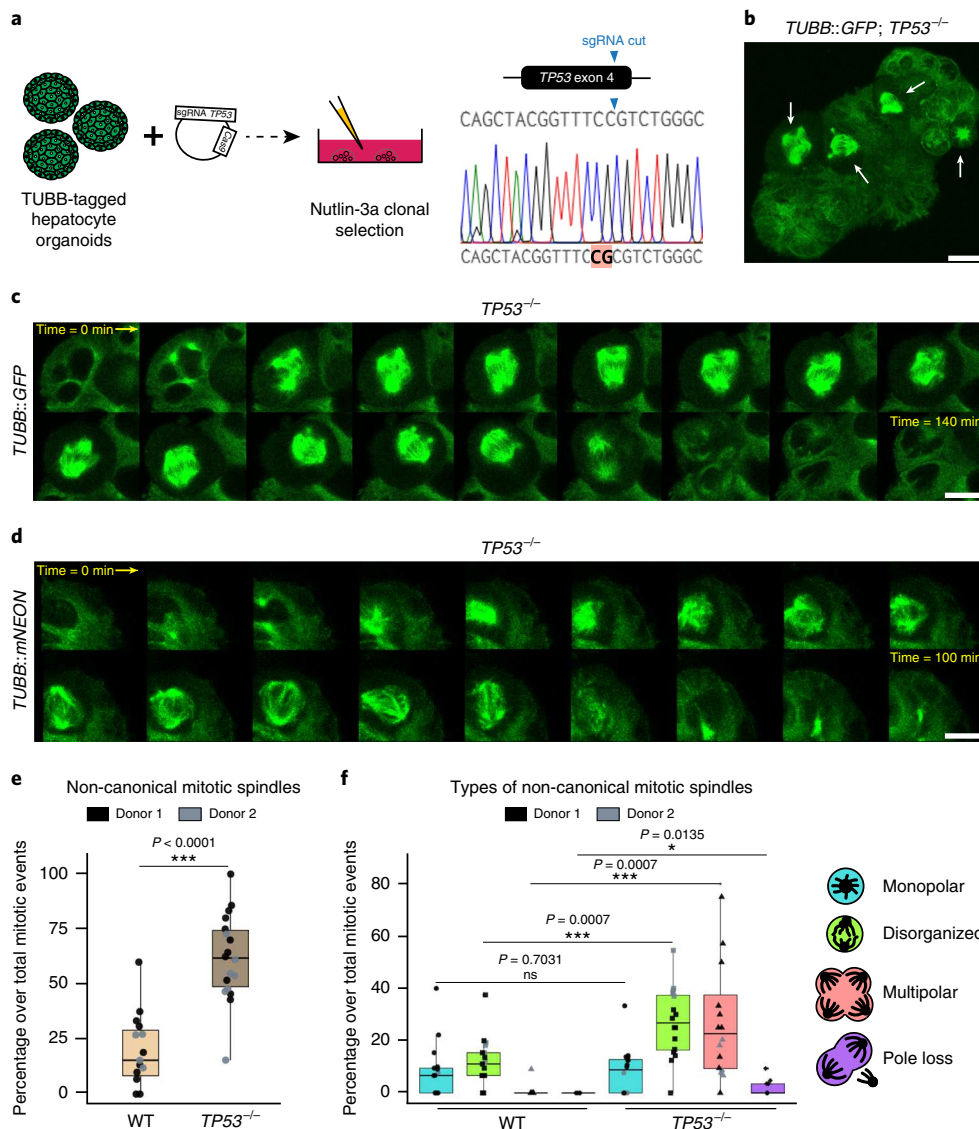 a
sgRNA TP53
Cas9
TUBB-tagged
hepatocyte
organoids
Nutlin-3a clonal
selection
sgRNA cut
TP53 exon 4
CAGCTACGGTTTCCGTCTGGGC
CAGCTACGGTTTCCGCGTCTGGGC
b
TUBB::GFP; TP53−/−
c
TP53−/−
TUBB::GFP
Time = 0 min
Time = 140 min
d
TP53−/−
TUBB::mNEON
Time = 0 min
Time = 100 min
e
Non-canonical mitotic spindles
Donor 1 Donor 2
P < 0.0001
***
Percentage over total mitotic events
100
75
50
25
0
WT TP53−/−
f
Types of non-canonical mitotic spindles
Donor 1 Donor 2
P = 0.0135
*
P = 0.0007
***
P = 0.0007
***
P = 0.7031
ns
Percentage over total mitotic events
80
60
40
20
0
WT TP53−/−
Monopolar
Disorganized
Multipolar
Pole loss